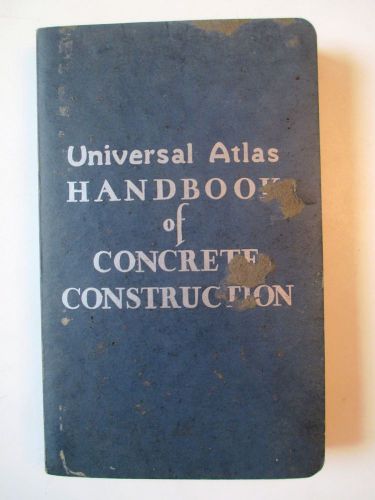 Universal Atlas
HANDBOOK
of
CONCRETE
CONSTRUCTION